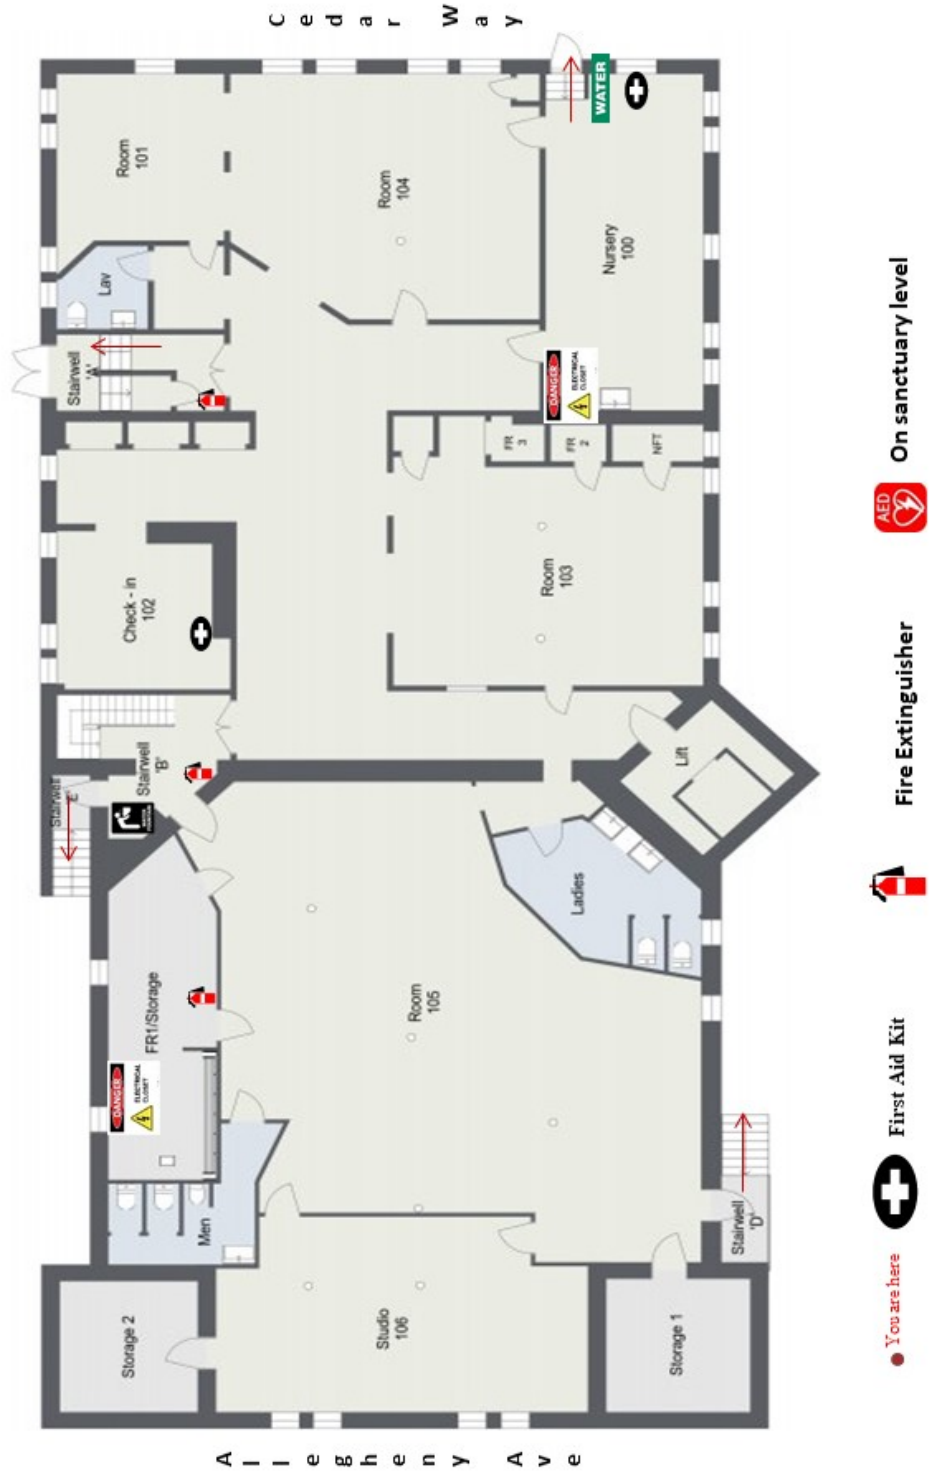 Cedar Way
Room
101
Lav
Room
104
WATER
Nursery
100
Stairwell
'A'
DANGER
ELECTRICAL
CLOSET
FR
3
FR
2
NFT
Check - in
102
Room
103
Stairwell
'B'
Stairwell
Lift
Ladies
FR1/Storage
Room
105
DANGER
ELECTRICAL
CLOSET
Men
Stairwell
'D'
Storage 2
Studio
106
Storage 1
Allegheny Ave
You are here
First Aid Kit
Fire Extinguisher
AED
On sanctuary level